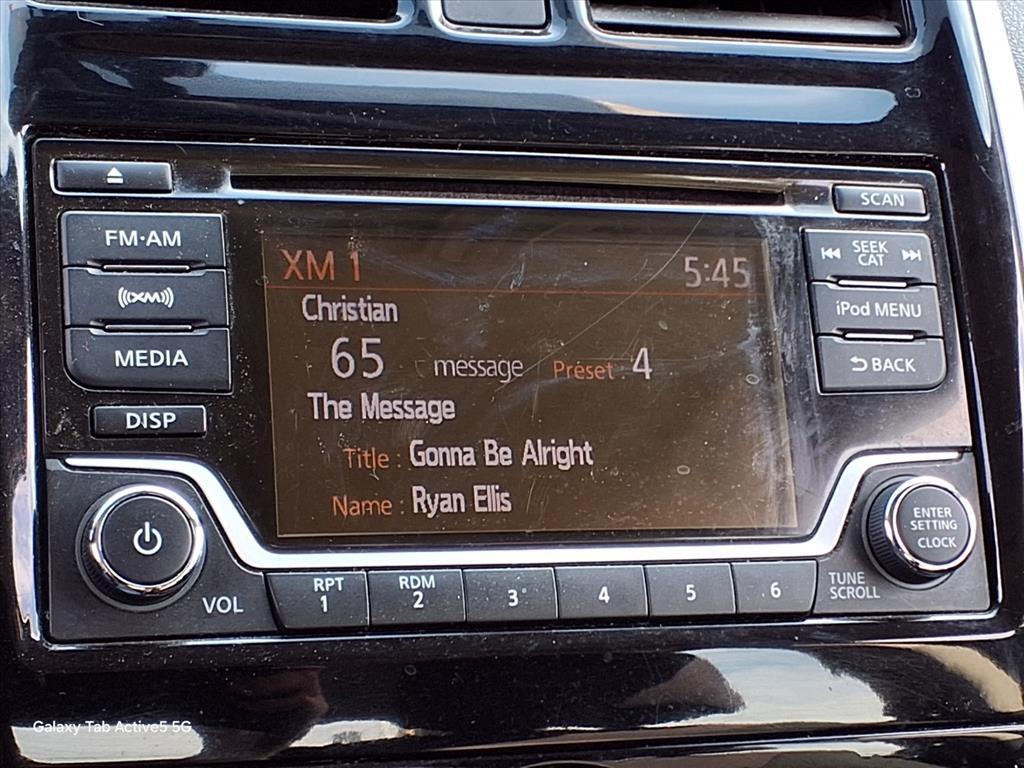 SCAN
FM·AM
SEEK
CAT
XM 1 5:45
((XM))
Christian
iPod MENU
65 message Preset : 4
MEDIA
BACK
The Message
DISP
Title : Gonna Be Alright
Name : Ryan Ellis
ENTER
SETTING
CLOCK
VOL
RPT
1
RDM
2
3
4
5
6
TUNE
SCROLL
Galaxy Tab Active5 5G